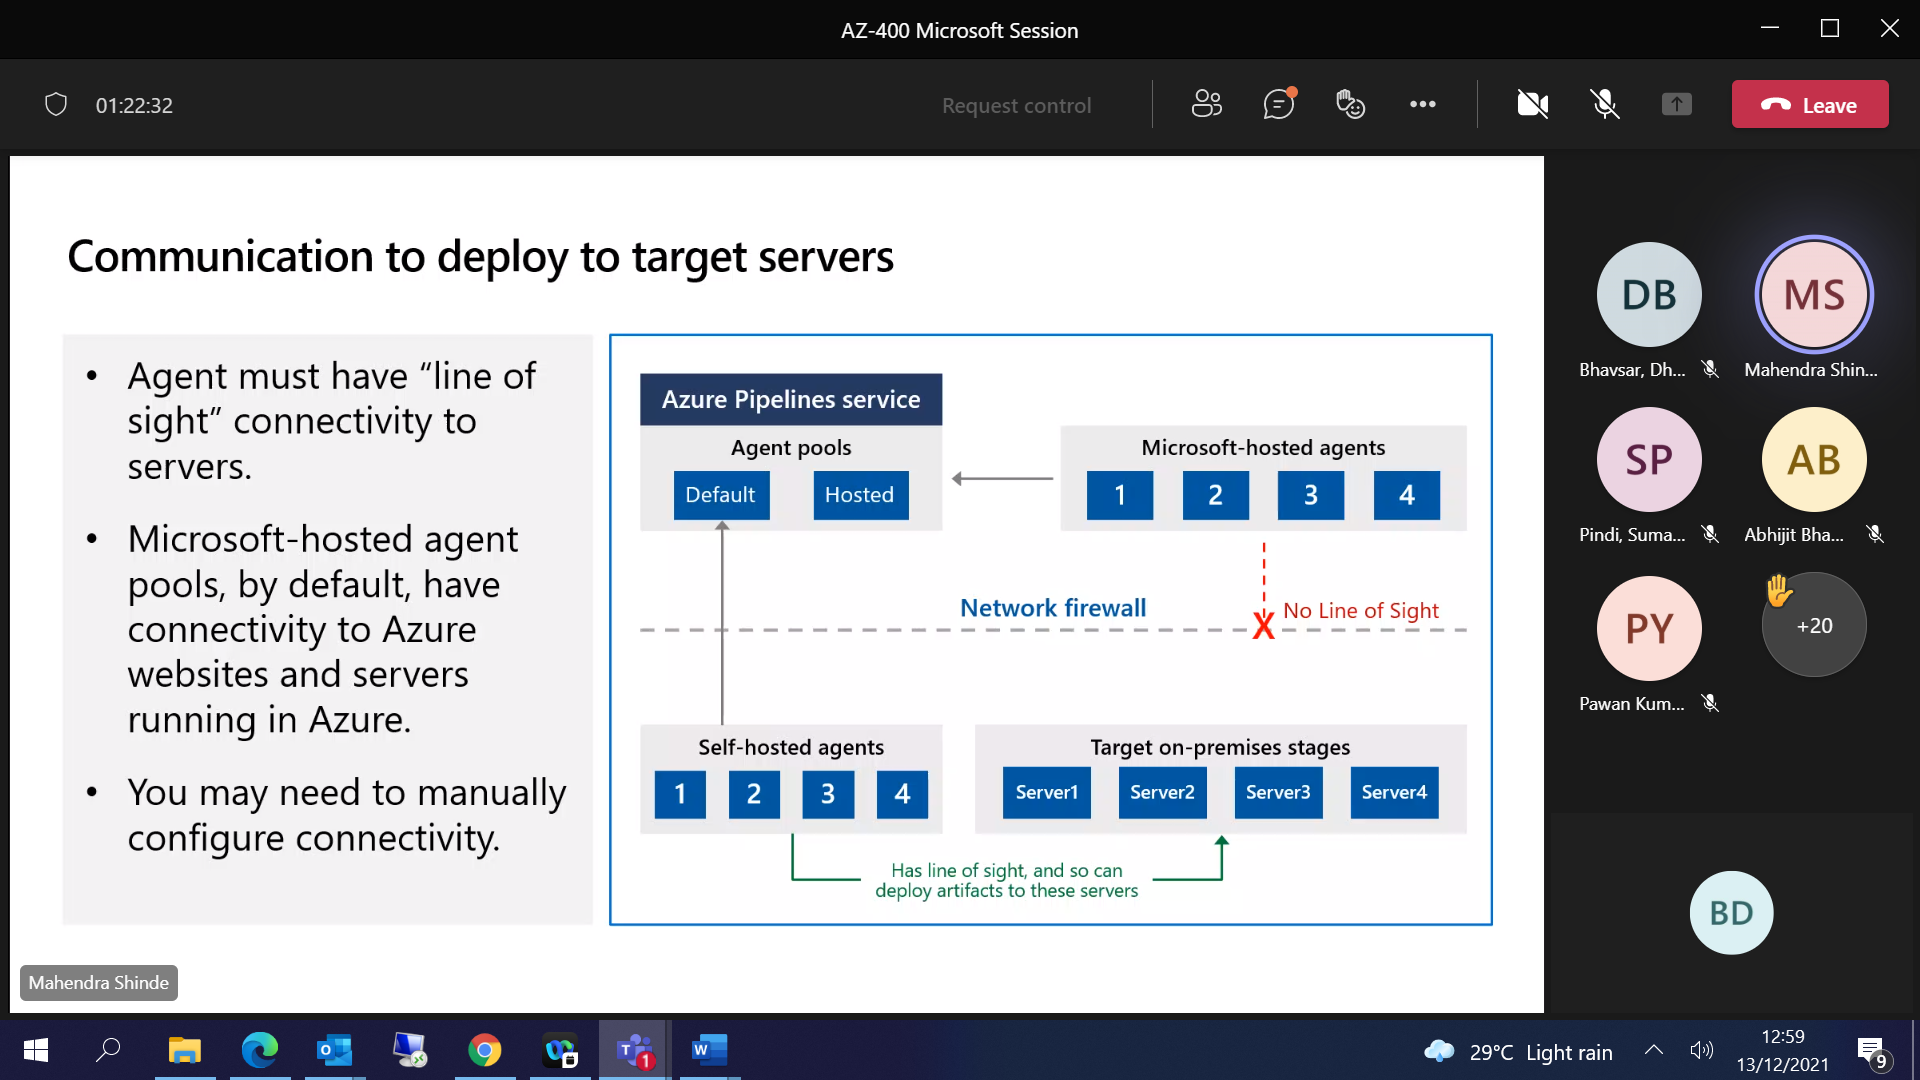 AZ-400 Microsoft Session
01:22:32
Request control
Leave
Communication to deploy to target servers
• Agent must have “line of
sight” connectivity to
servers.
• Microsoft-hosted agent
pools, by default, have
connectivity to Azure
websites and servers
running in Azure.
• You may need to manually
configure connectivity.
Azure Pipelines service
Agent pools
Default Hosted
Microsoft-hosted agents
1 2 3 4
Network firewall
X No Line of Sight
Self-hosted agents
1 2 3 4
Target on-premises stages
Server1 Server2 Server3 Server4
Has line of sight, and so can
deploy artifacts to these servers
Mahendra Shinde
DB MS
Bhavsar, Dh... Mahendra Shin...
SP AB
Pindi, Suma... Abhijit Bha...
PY +20
Pawan Kum...
BD
29°C Light rain
12:59
13/12/2021
9
1